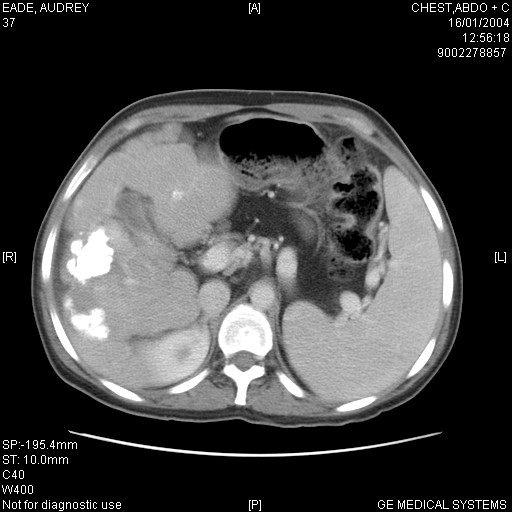 EADE, AUDREY
[A]
CHEST,ABDO + C
37
16/01/2004
12:56:18
9002278857
[R]
[L]
SP:-195.4mm
ST: 10.0mm
C40
W400
Not for diagnostic use
[P]
GE MEDICAL SYSTEMS